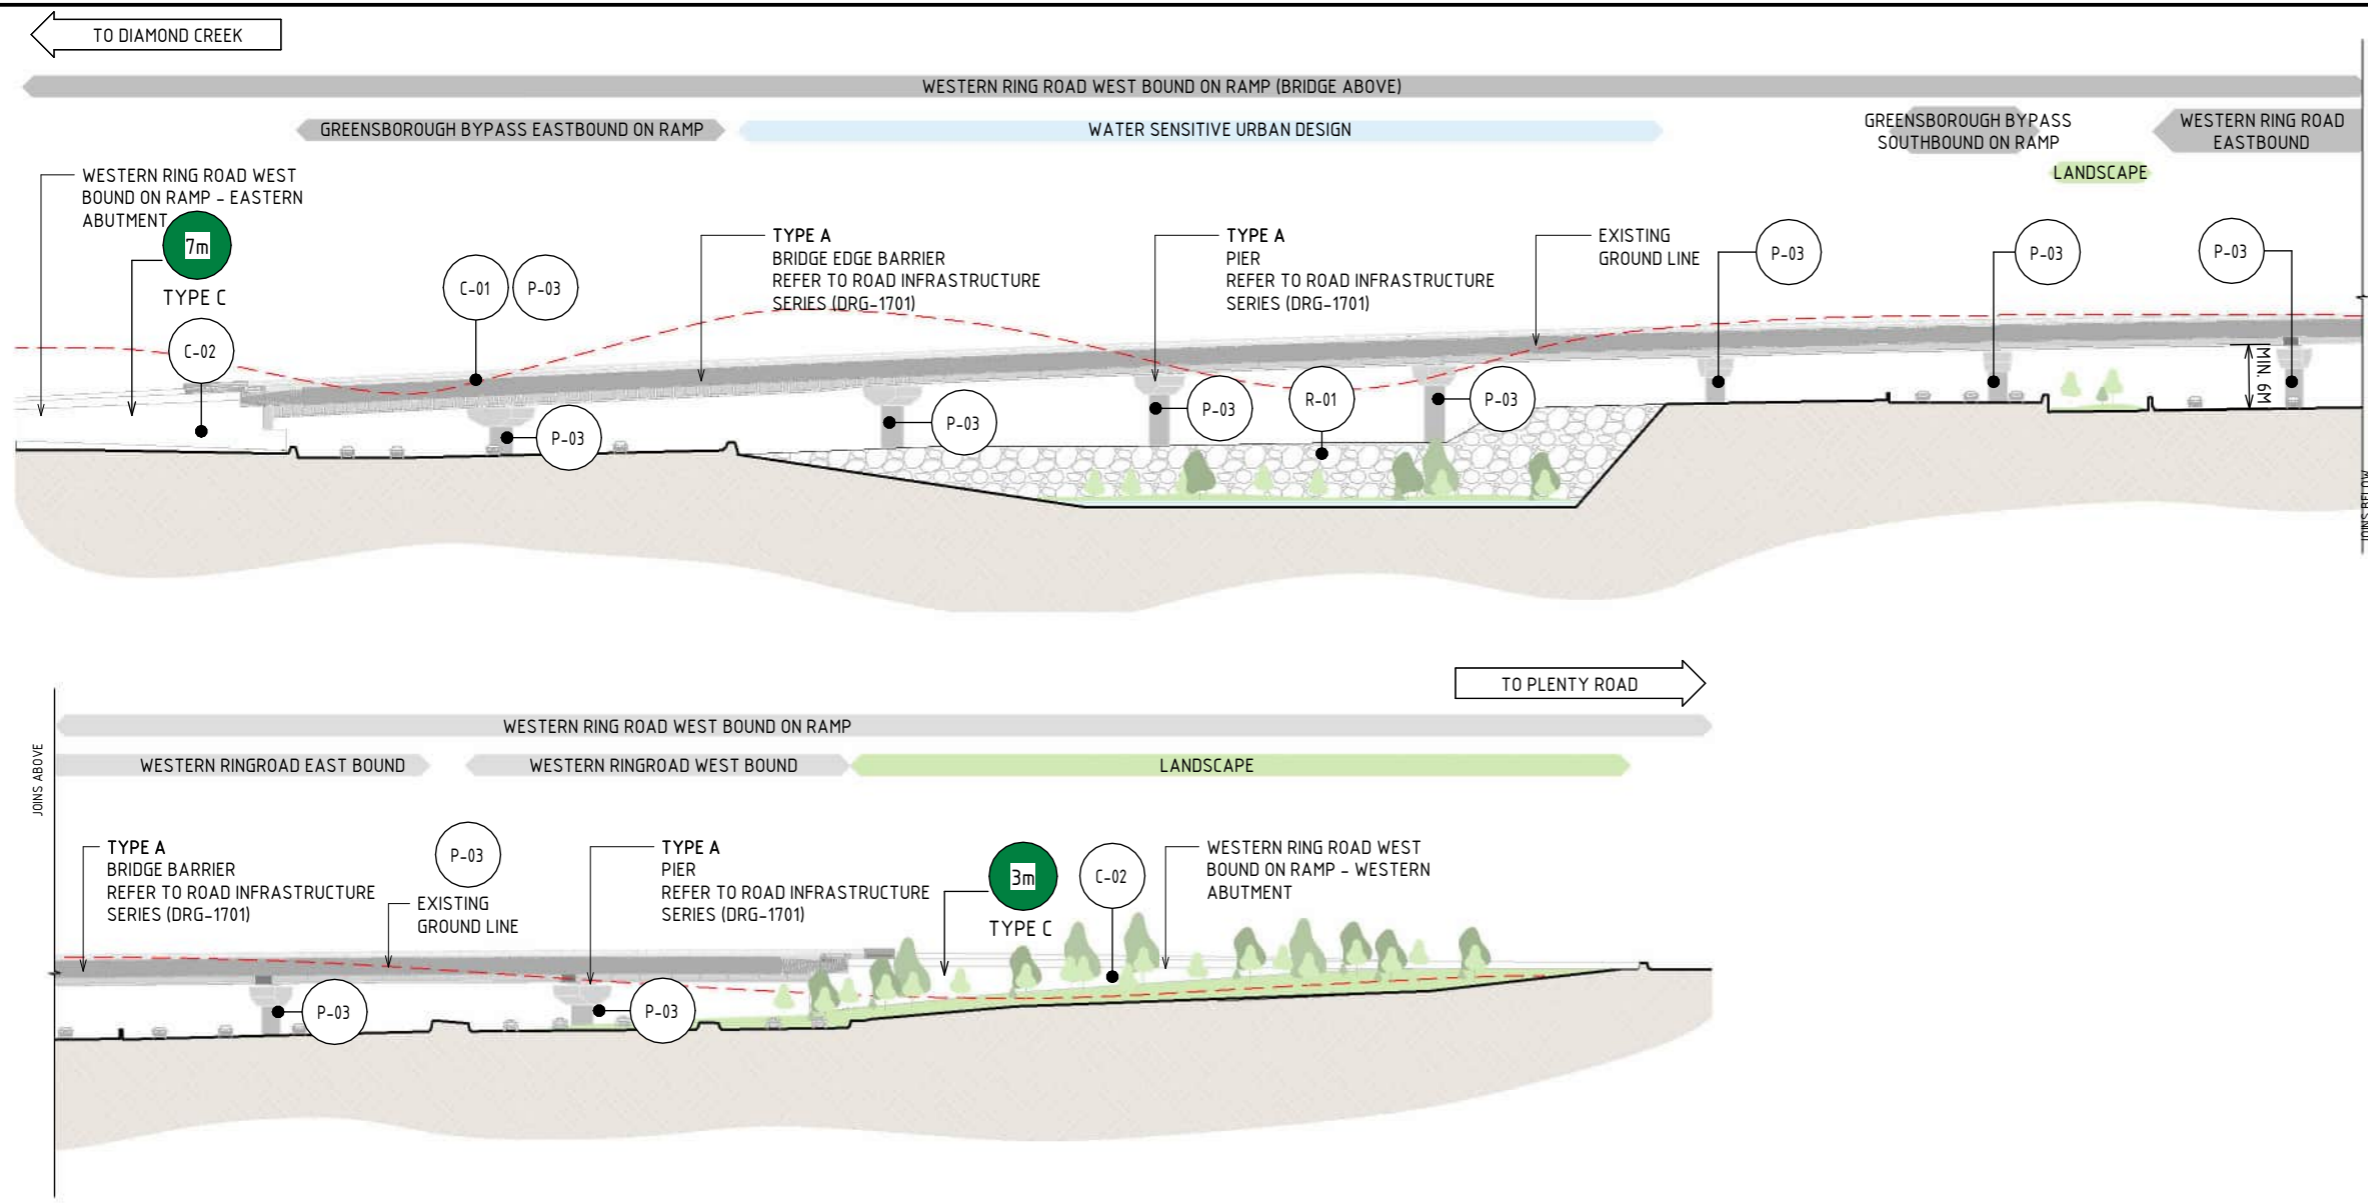 TO DIAMOND CREEK
WESTERN RING ROAD WEST BOUND ON RAMP (BRIDGE ABOVE)
GREENSBOROUGH BYPASS EASTBOUND ON RAMP
WATER SENSITIVE URBAN DESIGN
GREENSBOROUGH BYPASS
SOUTHBOUND ON RAMP
WESTERN RING ROAD
EASTBOUND
LANDSCAPE
WESTERN RING ROAD WEST
BOUND ON RAMP - EASTERN
ABUTMENT
7m
TYPE C
C-02
C-01
P-03
TYPE A
BRIDGE EDGE BARRIER
REFER TO ROAD INFRASTRUCTURE
SERIES (DRG-1701)
TYPE A
PIER
REFER TO ROAD INFRASTRUCTURE
SERIES (DRG-1701)
EXISTING
GROUND LINE
P-03
P-03
P-03
P-03
P-03
P-03
R-01
P-03
MIN. 6M
JOINS BELOW
TO PLENTY ROAD
WESTERN RING ROAD WEST BOUND ON RAMP
WESTERN RINGROAD EAST BOUND
WESTERN RINGROAD WEST BOUND
LANDSCAPE
JOINS ABOVE
TYPE A
BRIDGE BARRIER
REFER TO ROAD INFRASTRUCTURE
SERIES (DRG-1701)
P-03
EXISTING
GROUND LINE
TYPE A
PIER
REFER TO ROAD INFRASTRUCTURE
SERIES (DRG-1701)
3m
TYPE C
C-02
WESTERN RING ROAD WEST
BOUND ON RAMP - WESTERN
ABUTMENT
P-03
P-03